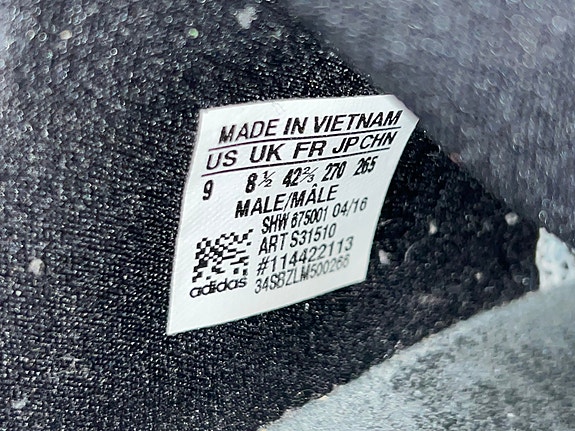 MADE IN VIETNAM
US UK FR JP CHN
9 8½ 42⅔ 270 265
MALE/MÂLE
SHW 675001 04/16
ART S31510
#114422113
34SBZLM500266
adidas